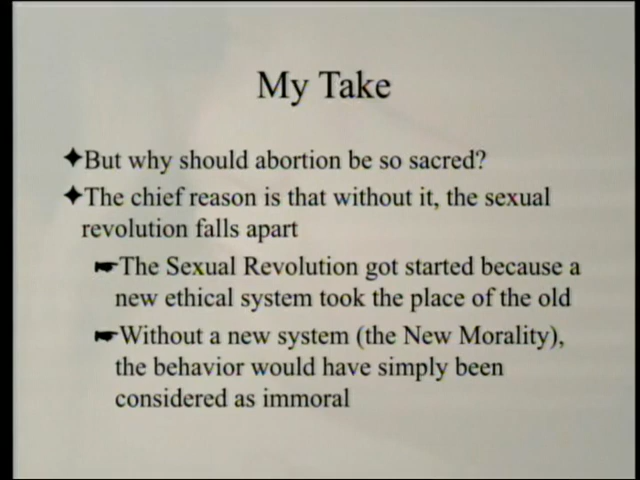 My Take
But why should abortion be so sacred?
The chief reason is that without it, the sexual
revolution falls apart
The Sexual Revolution got started because a
new ethical system took the place of the old
Without a new system (the New Morality),
the behavior would have simply been
considered as immoral